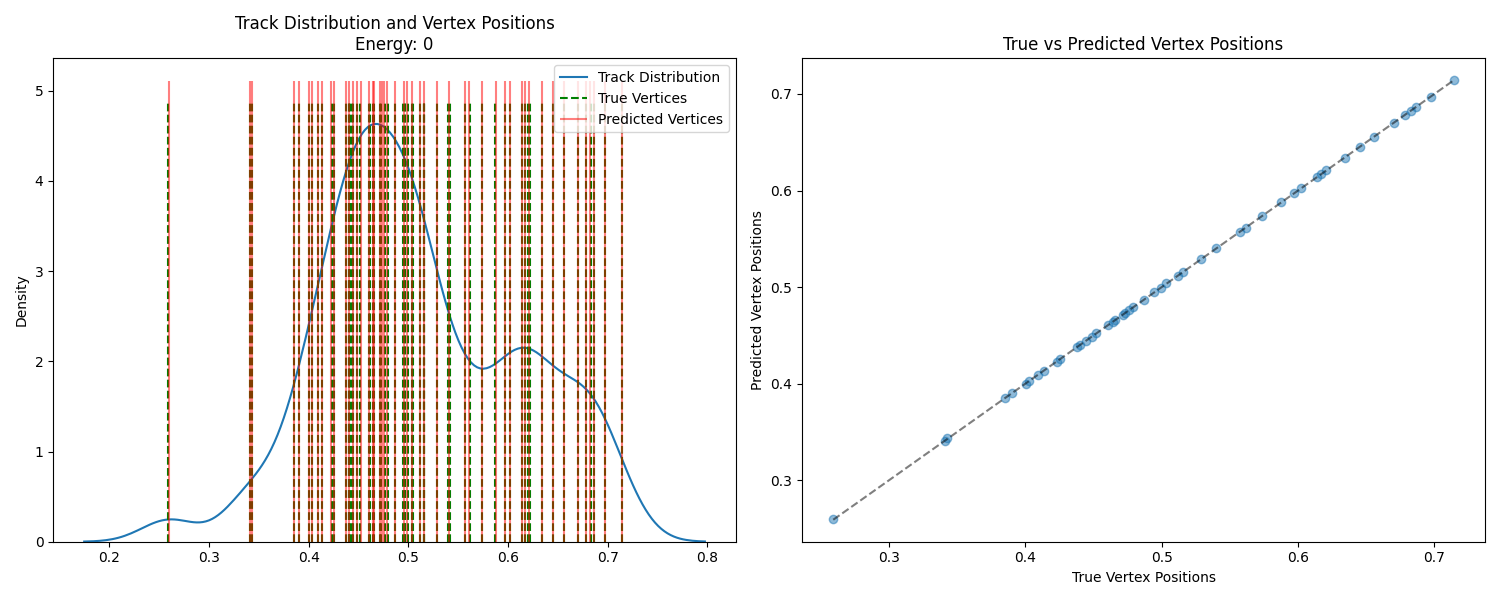 Track Distribution and Vertex Positions
Energy: 0
Track Distribution
True Vertices
Predicted Vertices
Density
5
4
3
2
1
0
0.2 0.3 0.4 0.5 0.6 0.7 0.8
True vs Predicted Vertex Positions
Predicted Vertex Positions
0.7
0.6
0.5
0.4
0.3
0.3 0.4 0.5 0.6 0.7
True Vertex Positions